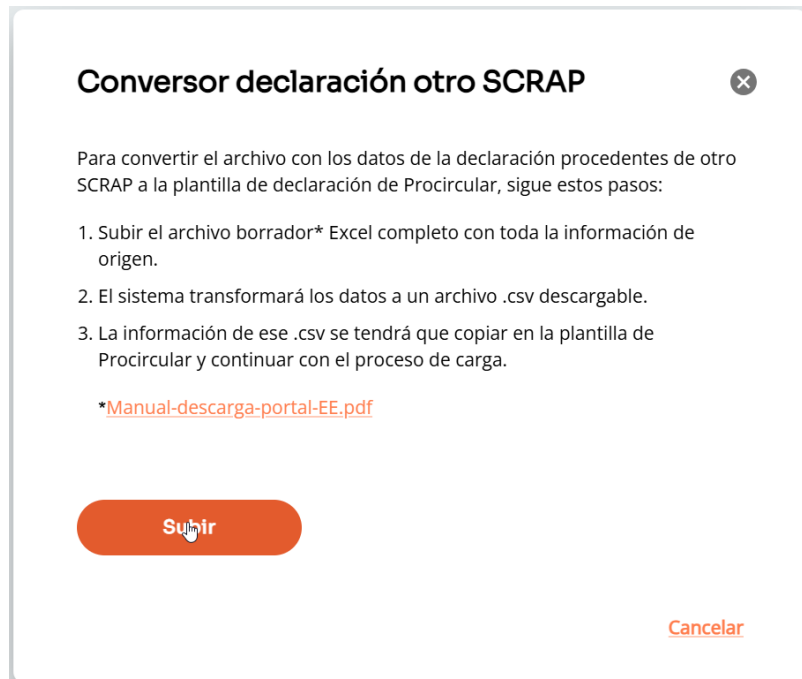 Conversor declaración otro SCRAP
Para convertir el archivo con los datos de la declaración procedentes de otro
SCRAP a la plantilla de declaración de Procircular, sigue estos pasos:
1. Subir el archivo borrador* Excel completo con toda la información de
origen.
2. El sistema transformará los datos a un archivo .csv descargable.
3. La información de ese .csv se tendrá que copiar en la plantilla de
Procircular y continuar con el proceso de carga.
*Manual-descarga-portal-EE.pdf
Subir
Cancelar